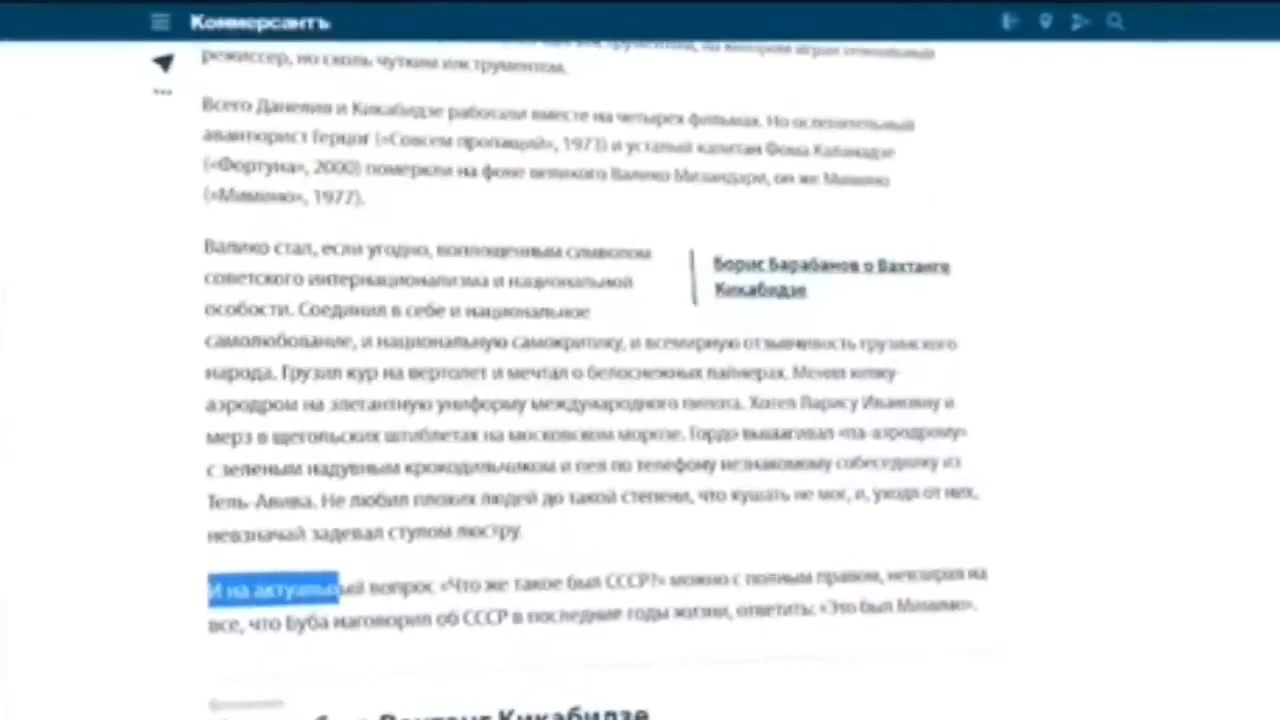 Коммерсантъ
режиссер, но сколь чутким инструментом.
Всего Данелия и Кикабидзе работали вместе на четырех фильмах. Но ослепительный
авантюрист Герцог («Совсем пропащий», 1973) и усталый капитан Фома Каландадзе
(«Фортуна», 2000) померкли на фоне великого Валико Мизандари, он же Мимино
(«Мимино», 1977).
Валико стал, если угодно, воплощенным символом
советского интернационализма и национальной
особости. Соединил в себе и национальное
самолюбование, и национальную самокритику, и всемирную отзывчивость грузинского
народа. Грузил кур на вертолет и мечтал о белоснежных лайнерах. Менял кепку-
аэродром на элегантную униформу международного пилота. Хотел Ларису Ивановну и
мерз в щегольских штиблетах на московском морозе. Гордо вышагивал «па-аэродрому»
с зеленым надувным крокодильчиком и пел по телефону незнакомому собеседнику из
Тель-Авива. Не любил плохих людей до такой степени, что кушать не мог, и, уходя от них,
невзначай задевал стулом люстру.
Борис Барабанов о Вахтанге
Кикабидзе
И на актуальный вопрос «Что же такое был СССР?» можно с полным правом, невзирая на
все, что Буба наговорил об СССР в последние годы жизни, ответить: «Это был Мимино».
Вахтанг Кикабидзе